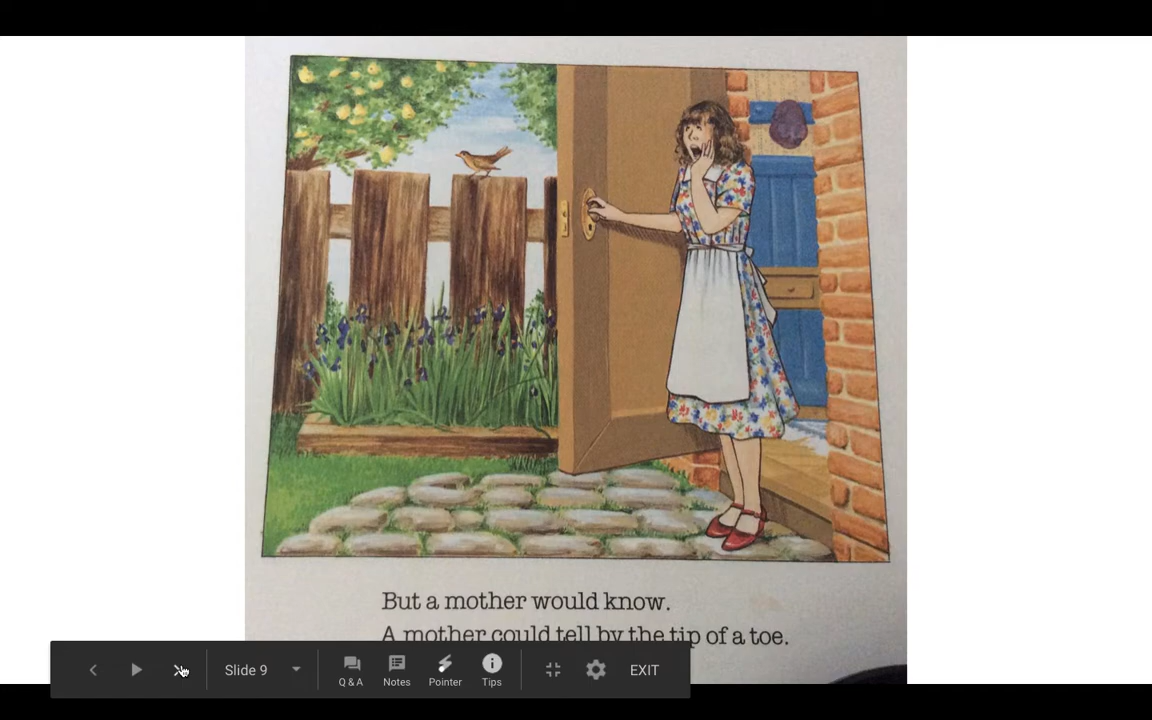 But a mother would know.
A mother could tell by the tip of a toe.
Slide 9
Q & A
Notes
Pointer
Tips
EXIT